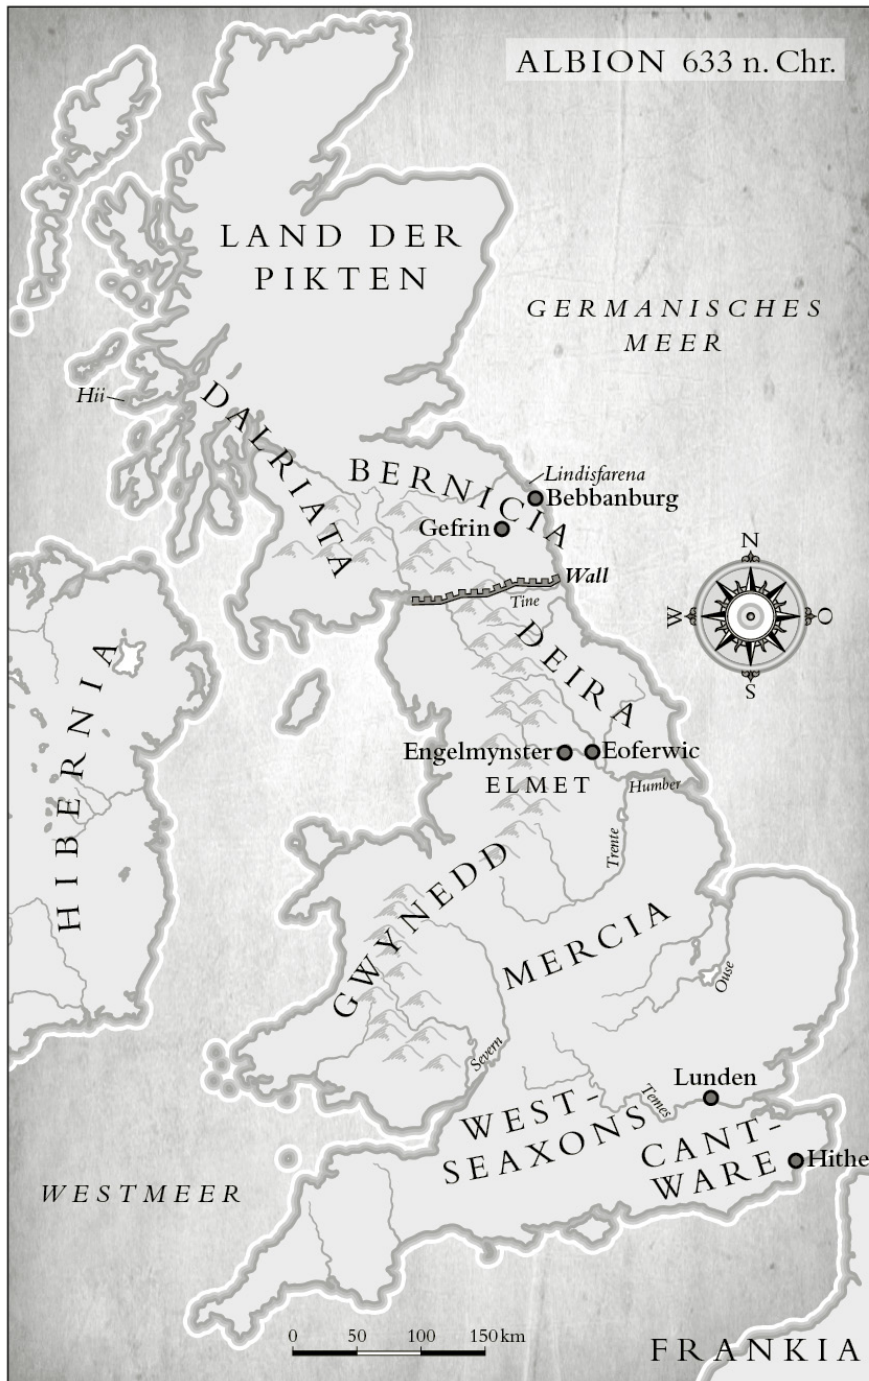 ALBION 633 n. Chr.
LAND DER
PIKTEN
GERMANISCHES
MEER
Hii
DALRIATA
BERNICIA
Lindisfarena
Bebbanburg
Gefrin
Wall
Tine
N
W
O
S
DEIRA
HIBERNIA
Engelmynster
Eoferwic
ELMET
Humber
Trente
GWYNEDD
MERCIA
Ouse
Severn
Lunden
Temes
WEST-
SEAXONS
CANT-
WARE
Hithe
WESTMEER
0 50 100 150 km
FRANKIA